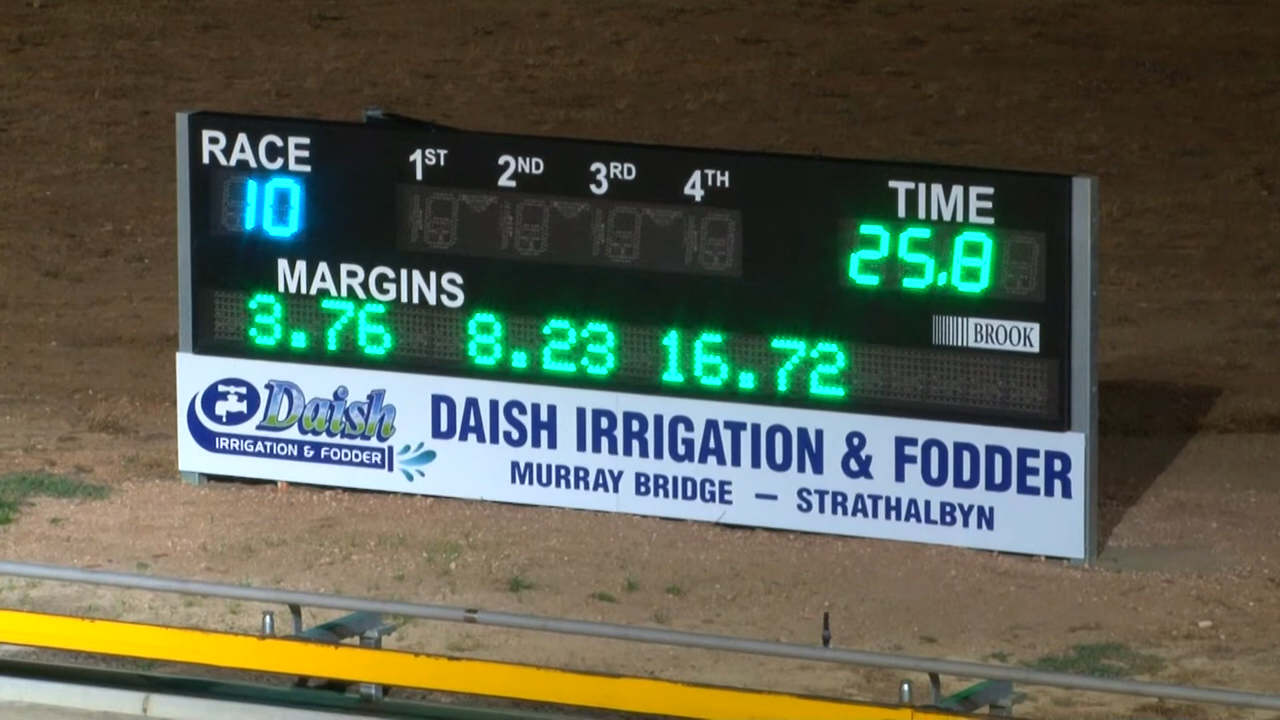 RACE 1ST 2ND 3RD 4TH TIME
10 25.8
MARGINS
3.76 8.23 16.72
BROOK
Daish
IRRIGATION & FODDER
DAISH IRRIGATION & FODDER
MURRAY BRIDGE – STRATHALBYN